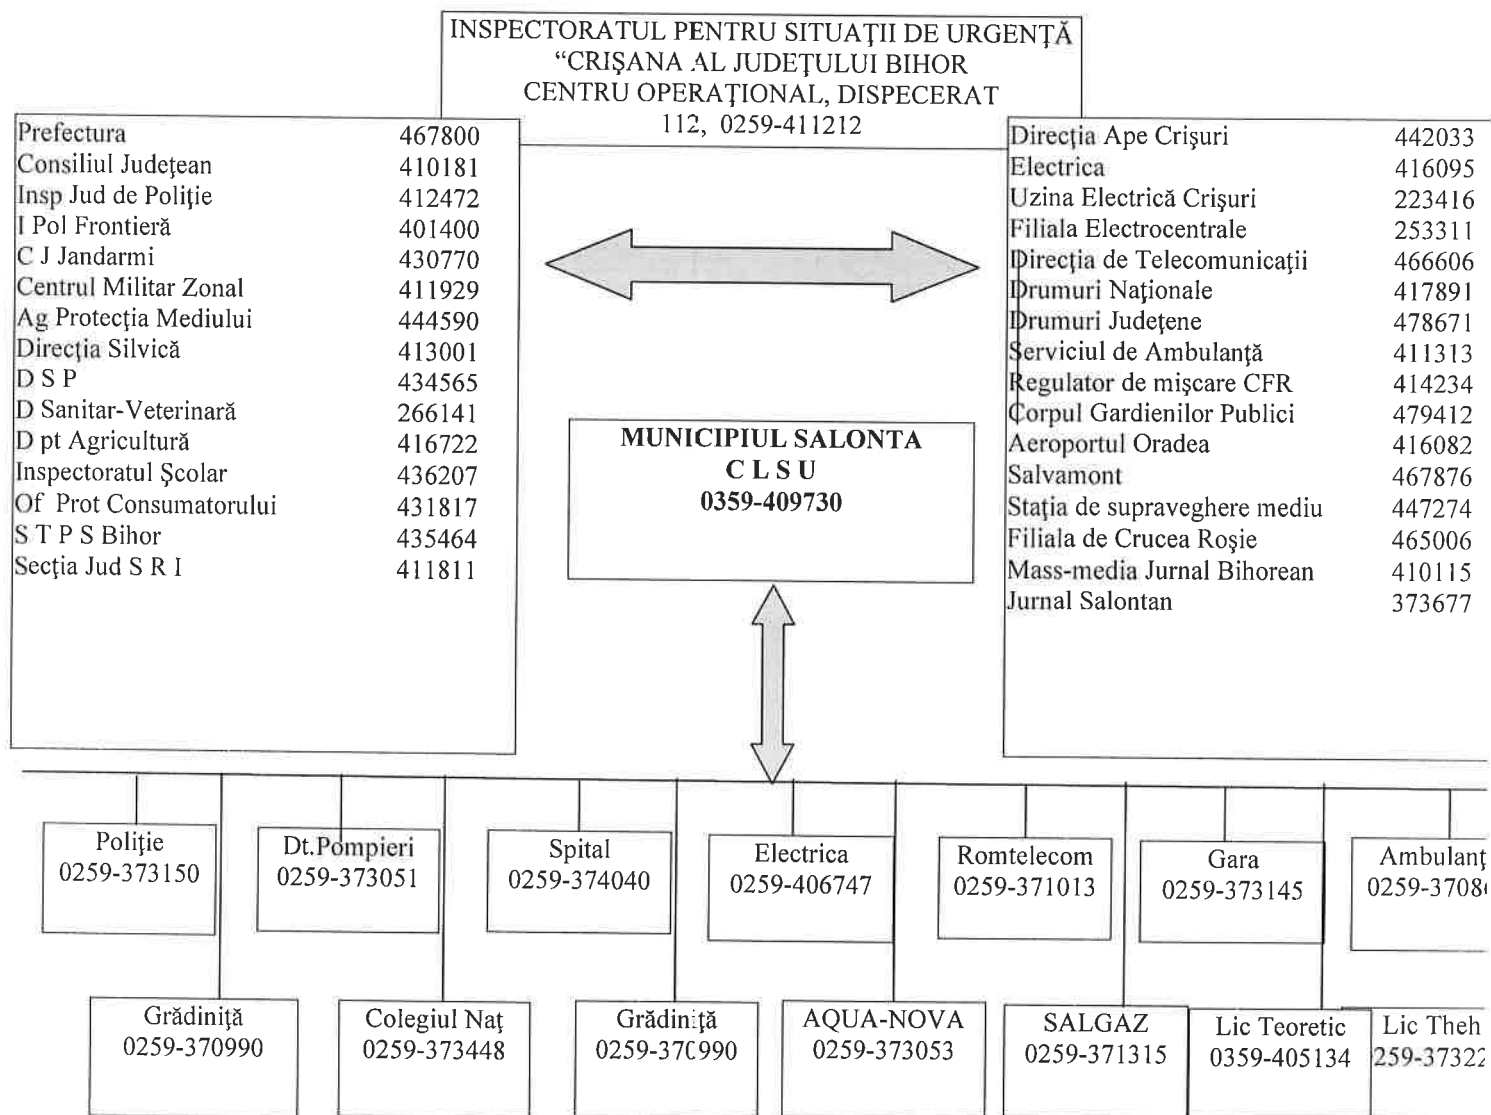 INSPECTORATUL PENTRU SITUAŢII DE URGENŢĂ
“CRIŞANA AL JUDEŢULUI BIHOR
CENTRU OPERAŢIONAL, DISPECERAT
112, 0259-411212
Prefectura 467800
Consiliul Judeţean 410181
Insp Jud de Poliţie 412472
I Pol Frontieră 401400
C J Jandarmi 430770
Centrul Militar Zonal 411929
Ag Protecţia Mediului 444590
Direcţia Silvică 413001
D S P 434565
D Sanitar-Veterinară 266141
D pt Agricultură 416722
Inspectoratul Şcolar 436207
Of Prot Consumatorului 431817
S T P S Bihor 435464
Secţia Jud S R I 411811
Direcţia Ape Crişuri 442033
Electrica 416095
Uzina Electrică Crişuri 223416
Filiala Electrocentrale 253311
Direcţia de Telecomunicaţii 466606
Drumuri Naţionale 417891
Drumuri Judeţene 478671
Serviciul de Ambulanţă 411313
Regulator de mişcare CFR 414234
Corpul Gardienilor Publici 479412
Aeroportul Oradea 416082
Salvamont 467876
Staţia de supraveghere mediu 447274
Filiala de Crucea Roşie 465006
Mass-media Jurnal Bihorean 410115
Jurnal Salontan 373677
MUNICIPIUL SALONTA
C L S U
0359-409730
Poliţie
0259-373150
Dt.Pompieri
0259-373051
Spital
0259-374040
Electrica
0259-406747
Romtelecom
0259-371013
Gara
0259-373145
Ambulanţ
0259-3708
Grădiniţă
0259-370990
Colegiul Naţ
0259-373448
Grădiniţă
0259-370990
AQUA-NOVA
0259-373053
SALGAZ
0259-371315
Lic Teoretic
0359-405134
Lic Theh
259-37322